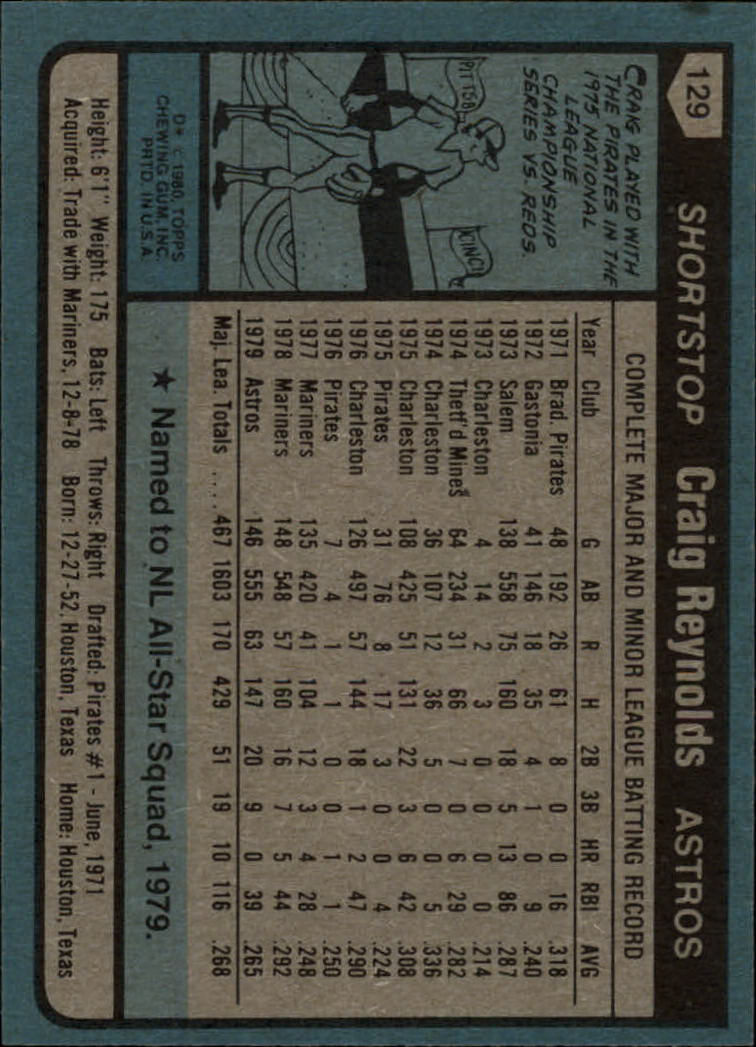 129
SHORTSTOP Craig Reynolds ASTROS
CRAIG PLAYED WITH
THE PIRATES IN THE
1975 NATIONAL
LEAGUE
CHAMPIONSHIP
SERIES VS. REDS.
PITTSB
CINCI
D* © 1980, TOPPS
CHEWING GUM, INC.
PRTD. IN U.S.A.
COMPLETE MAJOR AND MINOR LEAGUE BATTING RECORD
Year Club G AB R H 2B 3B HR RBI AVG
1971 Brad. Pirates 48 192 26 61 8 0 0 16 .318
1972 Gastonia 41 146 18 35 4 1 0 9 .240
1973 Salem 138 558 75 160 18 5 13 86 .287
1973 Charleston 4 14 2 3 0 0 0 0 .214
1974 Thetf'd Mines 64 234 31 66 7 0 6 29 .282
1974 Charleston 36 107 12 36 5 0 0 5 .336
1975 Charleston 108 425 51 131 22 3 6 42 .308
1975 Pirates 31 76 8 17 3 0 0 4 .224
1976 Charleston 126 497 57 144 18 1 2 47 .290
1976 Pirates 7 4 1 1 0 0 1 1 .250
1977 Mariners 135 420 41 104 12 3 4 28 .248
1978 Mariners 148 548 57 160 16 7 5 44 .292
1979 Astros 146 555 63 147 20 9 0 39 .265
Maj. Lea. Totals .... 467 1603 170 429 51 19 10 116 .268
★ Named to NL All-Star Squad, 1979.
Height: 6'1" Weight: 175 Bats: Left Throws: Right Drafted: Pirates #1 - June, 1971
Acquired: Trade with Mariners, 12-8-78 Born: 12-27-52, Houston, Texas Home: Houston, Texas